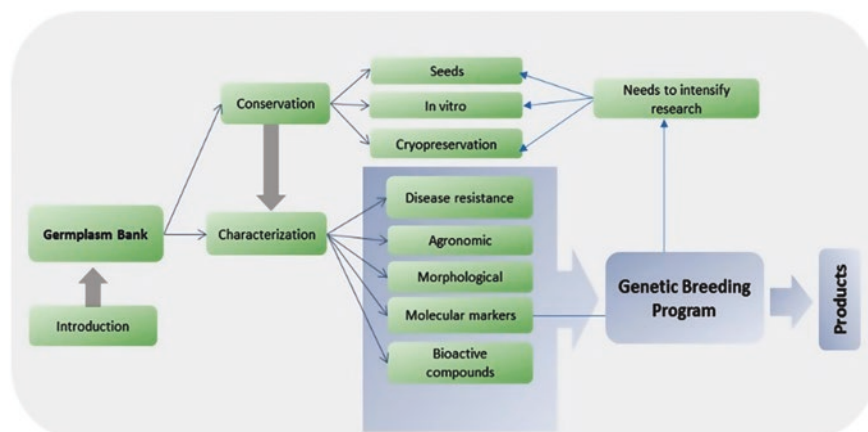 Seeds
Conservation
In vitro
Needs to intensify
research
Cryopreservation
Disease resistance
Germplasm Bank
Characterization
Agronomic
Morphological
Genetic Breeding
Program
Products
Introduction
Molecular markers
Bioactive
compounds